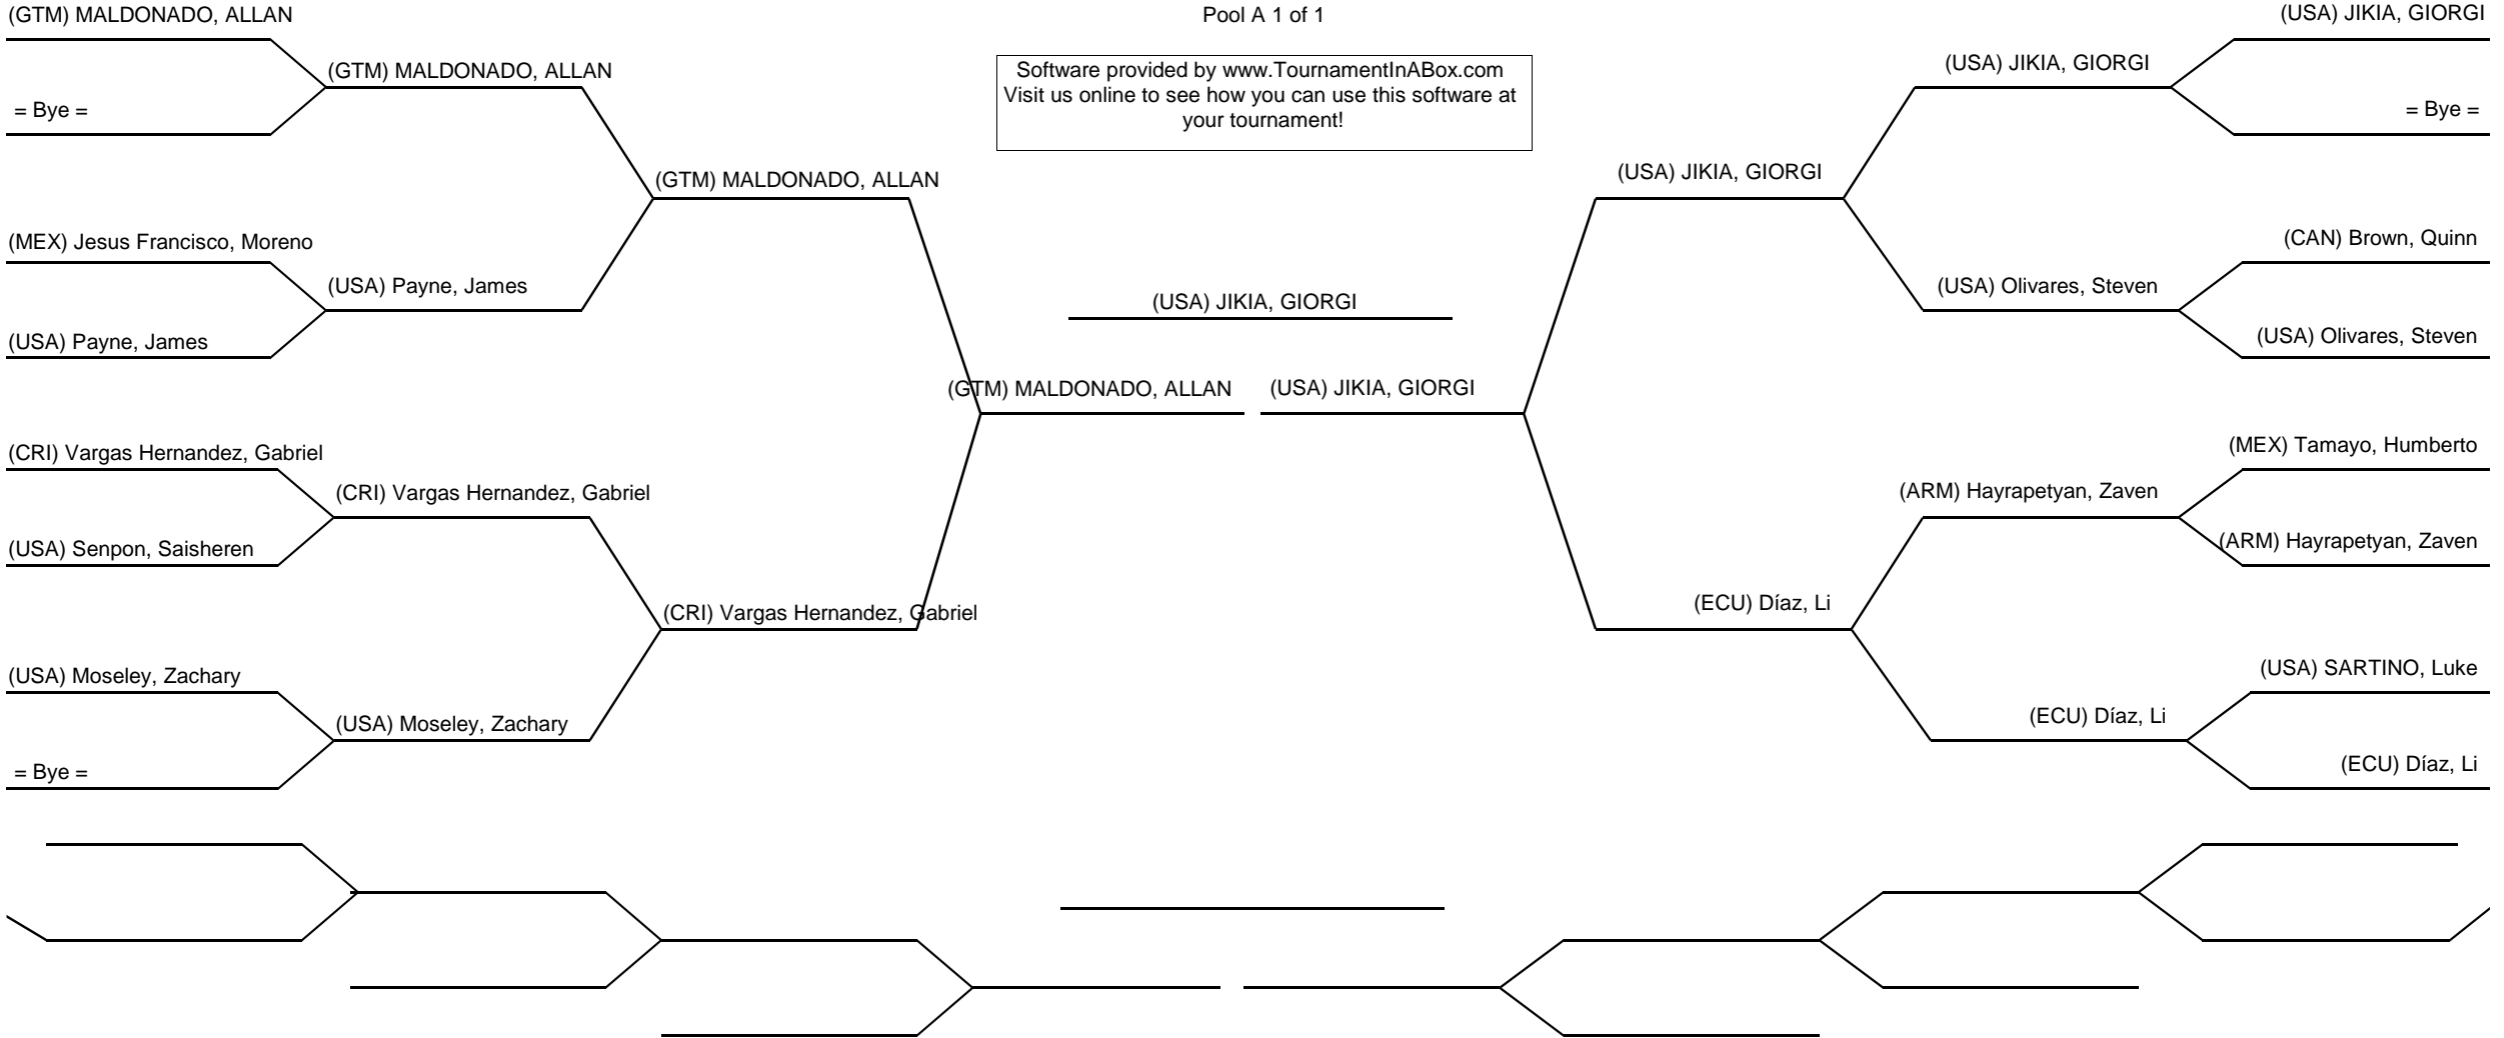 (GTM) MALDONADO, ALLAN
= Bye =
(MEX) Jesus Francisco, Moreno
(USA) Payne, James
(CRI) Vargas Hernandez, Gabriel
(USA) Senpon, Saisheren
(USA) Moseley, Zachary
= Bye =
(GTM) MALDONADO, ALLAN
(USA) Payne, James
(CRI) Vargas Hernandez, Gabriel
(USA) Moseley, Zachary
(GTM) MALDONADO, ALLAN
(CRI) Vargas Hernandez, Gabriel
Pool A 1 of 1
Software provided by www.TournamentInABox.com
Visit us online to see how you can use this software at
your tournament!
(USA) JIKIA, GIORGI
(GTM) MALDONADO, ALLAN
(USA) JIKIA, GIORGI
(USA) JIKIA, GIORGI
(ECU) Díaz, Li
(USA) JIKIA, GIORGI
(USA) Olivares, Steven
(ARM) Hayrapetyan, Zaven
(ECU) Díaz, Li
(USA) JIKIA, GIORGI
= Bye =
(CAN) Brown, Quinn
(USA) Olivares, Steven
(MEX) Tamayo, Humberto
(ARM) Hayrapetyan, Zaven
(USA) SARTINO, Luke
(ECU) Díaz, Li